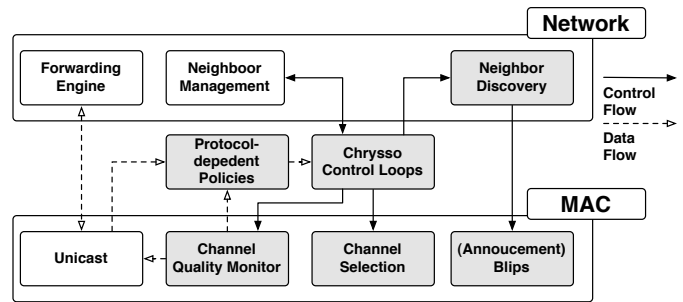 Network
Forwarding
Engine
Neighboor
Management
Neighbor
Discovery
Control
Flow
Data
Flow
Protocol-
depedent
Policies
Chrysso
Control Loops
MAC
Unicast
Channel
Quality Monitor
Channel
Selection
(Annoucement)
Blips